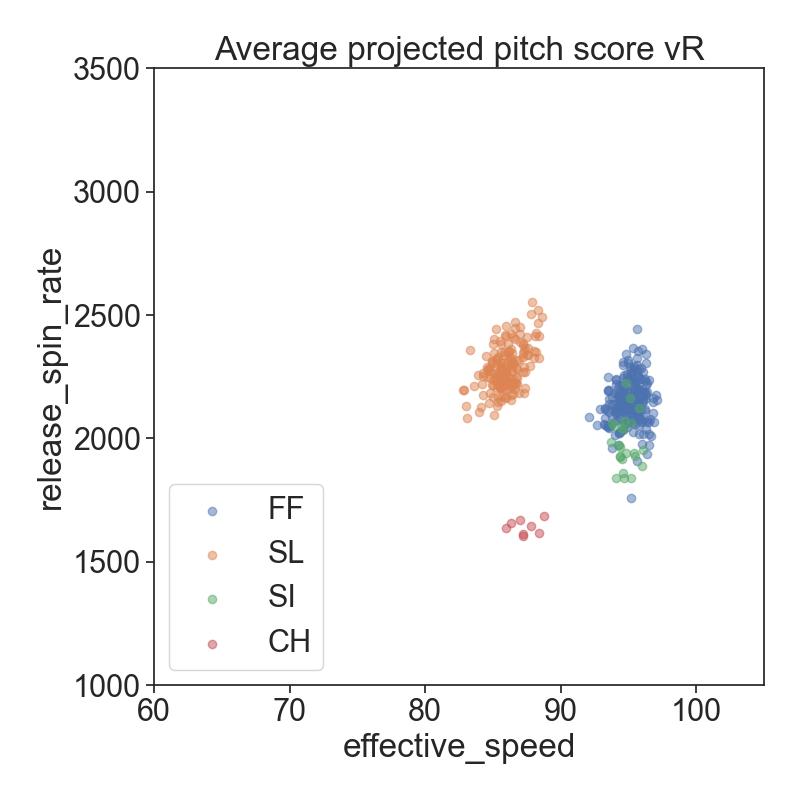 Average projected pitch score vR
3500
3000
2500
2000
1500
1000
release_spin_rate
FF
SL
SI
CH
60 70 80 90 100
effective_speed